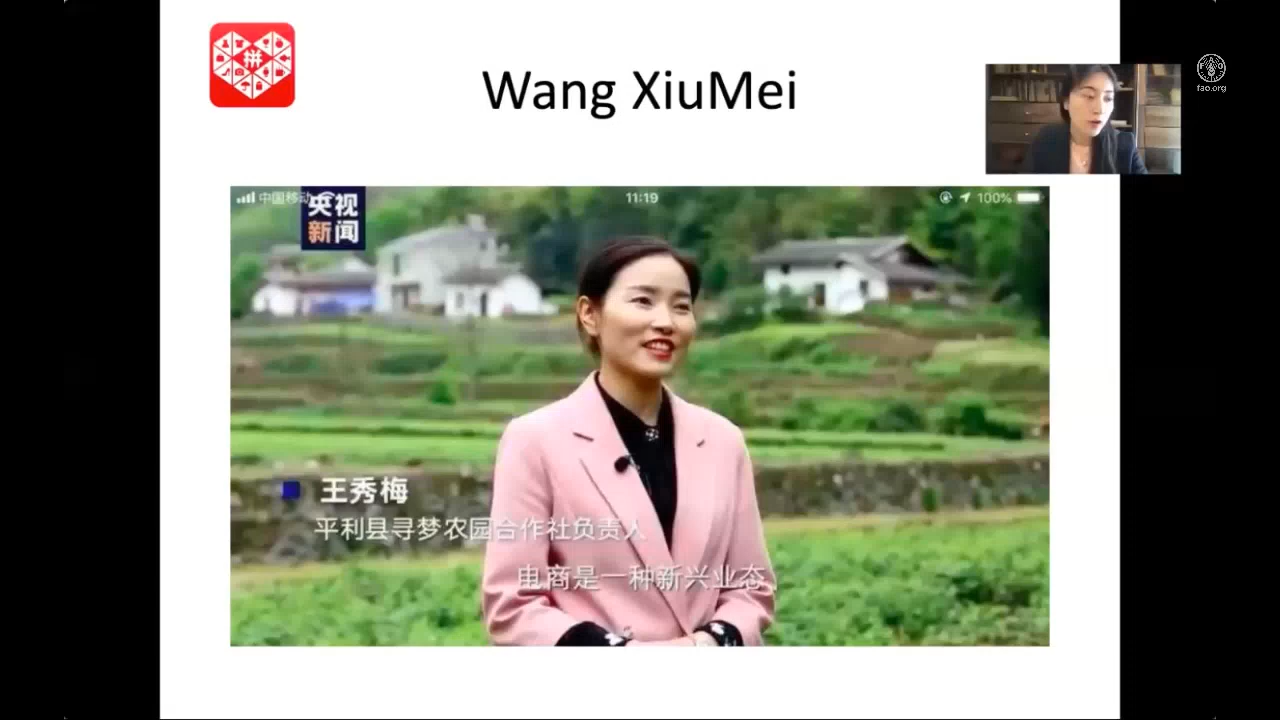 拼
Wang XiuMei
fao.org
中国移动
11:19
100%
央视
新闻
王秀梅
平利县寻梦农园合作社负责人
电商是一种新兴业态